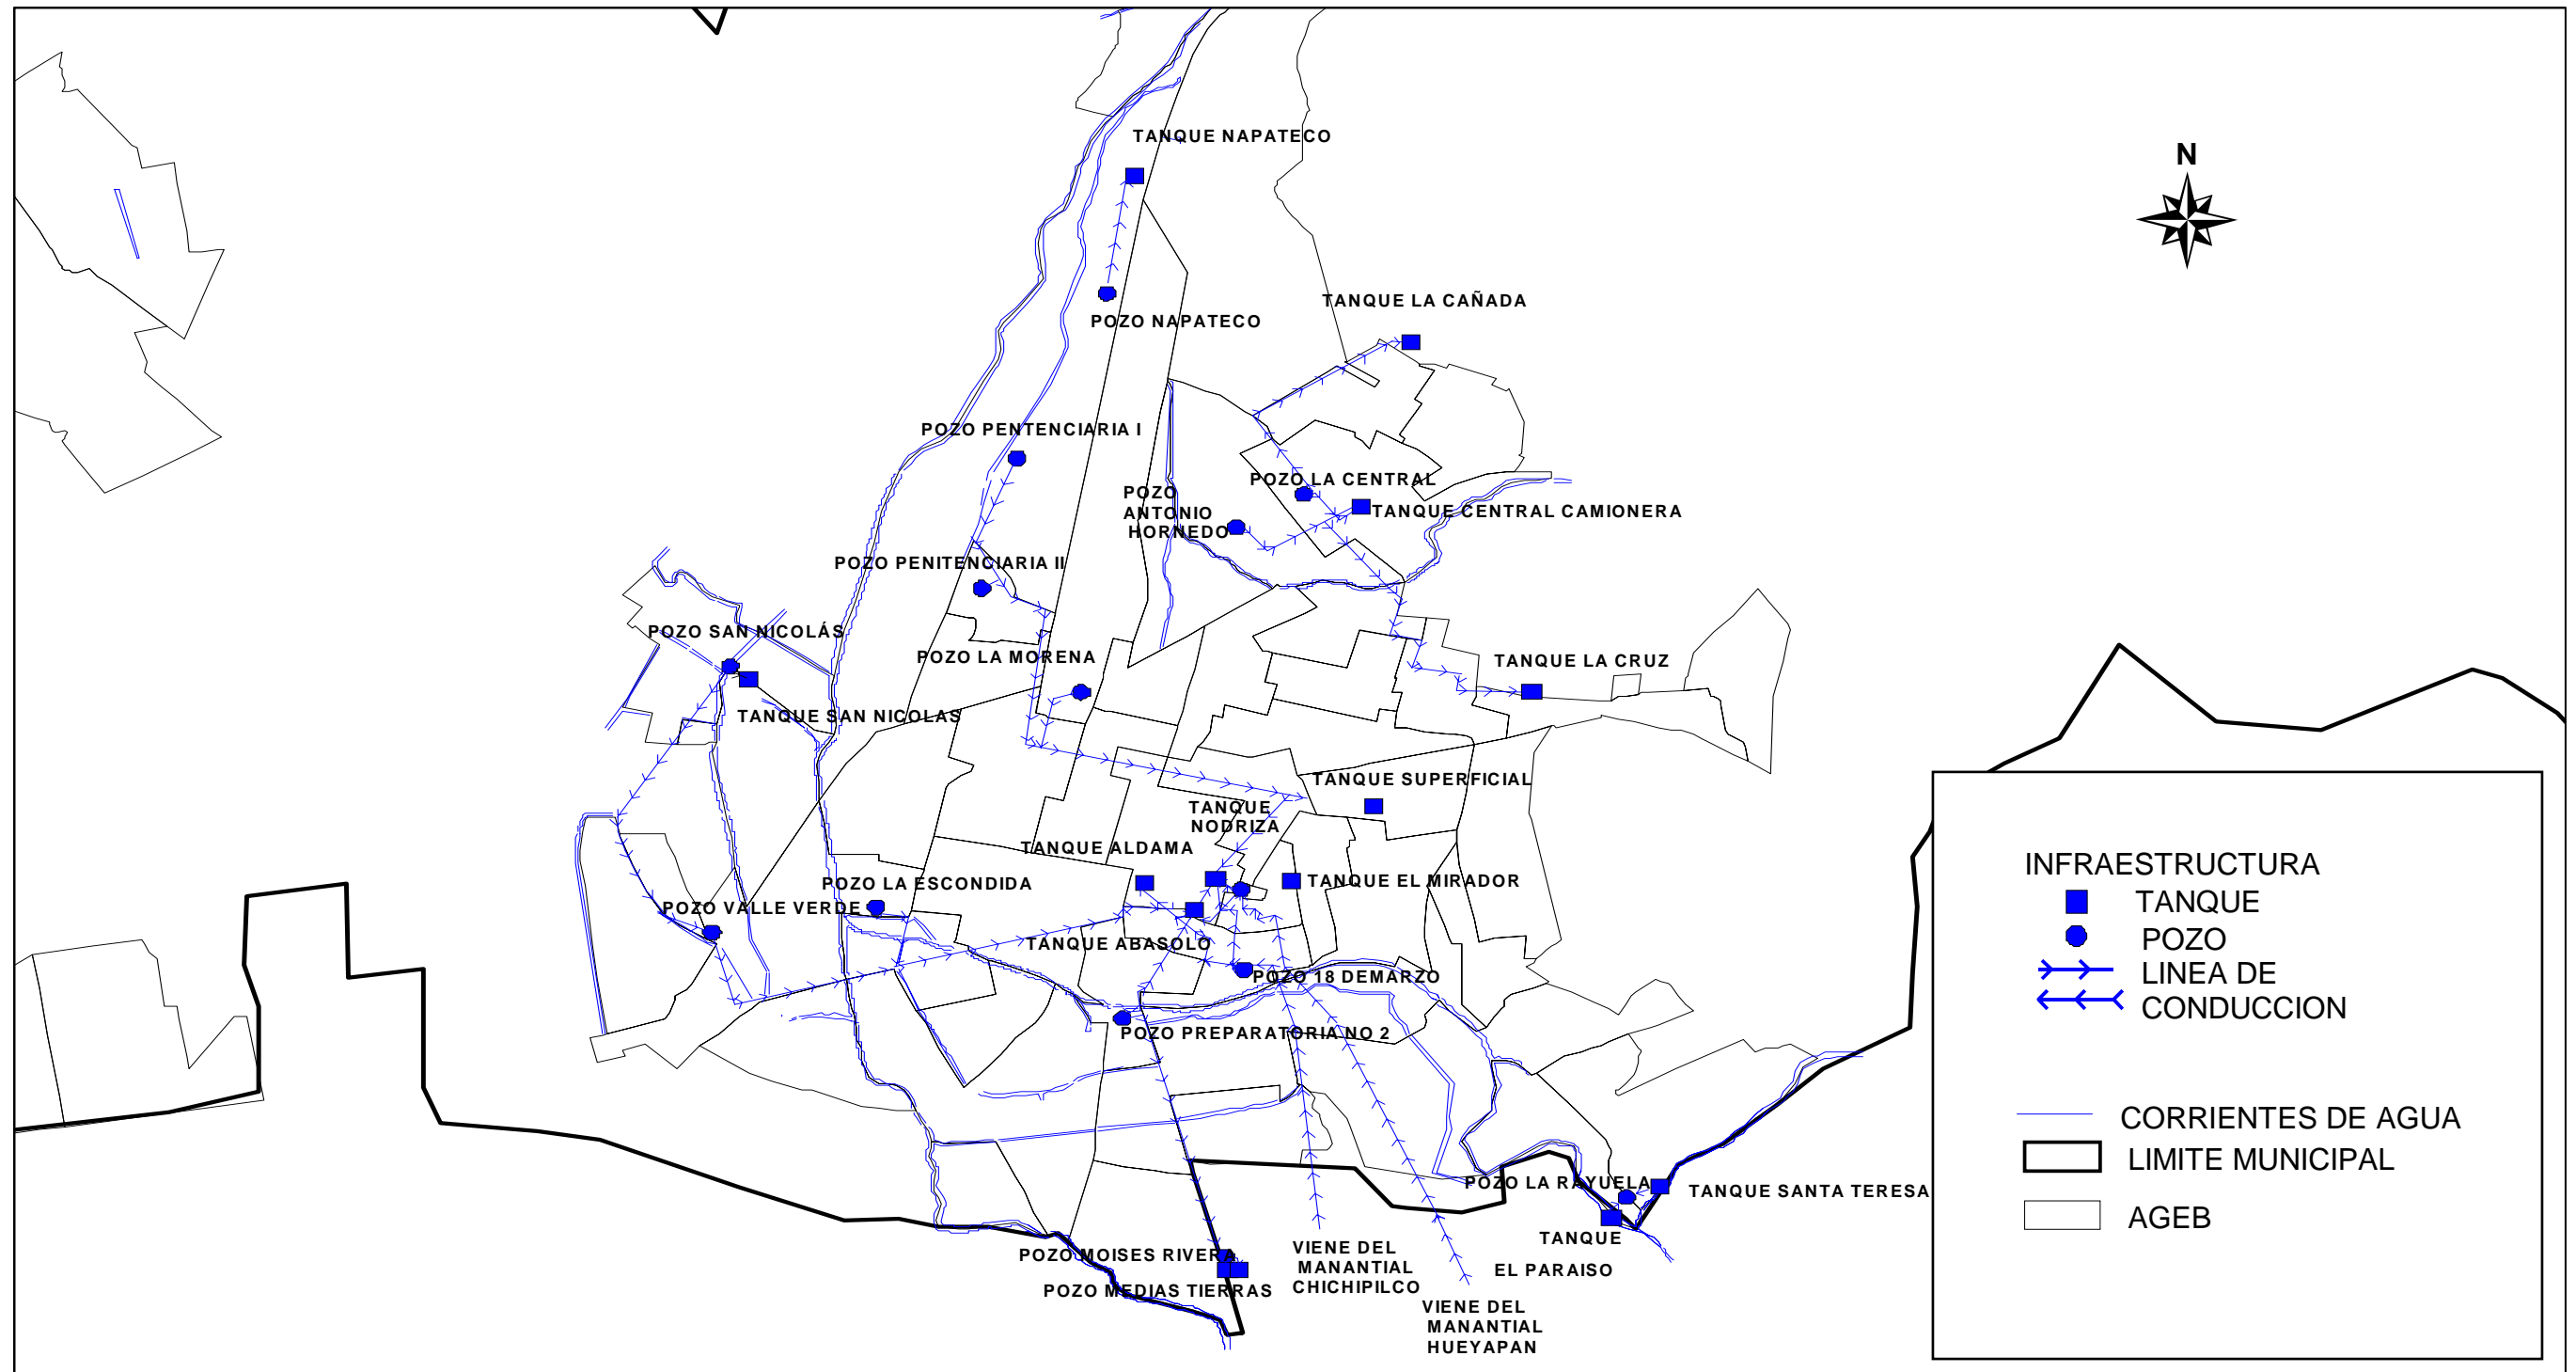 TANQUE NAPATECO
N
TANQUE LA CAÑADA
POZO NAPATECO
POZO PENTENCIARIA I
POZO LA CENTRAL
POZO
ANTONIO
HORNEDO
TANQUE CENTRAL CAMIONERA
POZO PENITENCIARIA II
POZO SAN NICOLÁS
POZO LA MORENA
TANQUE LA CRUZ
TANQUE SAN NICOLAS
TANQUE SUPERFICIAL
TANQUE
NODRIZA
TANQUE ALDAMA
POZO LA ESCONDIDA
TANQUE EL MIRADOR
POZO VALLE VERDE
TANQUE ABASOLO
POZO 18 DEMARZO
POZO PREPARATORIA NO 2
POZO LA RAYUELA
TANQUE SANTA TERESA
TANQUE
EL PARAISO
POZO MOISES RIVERA
POZO MEDIAS TIERRAS
VIENE DEL
MANANTIAL
CHICHIPILCO
VIENE DEL
MANANTIAL
HUEYAPAN
INFRAESTRUCTURA
TANQUE
POZO
LINEA DE
CONDUCCION
CORRIENTES DE AGUA
LIMITE MUNICIPAL
AGEB